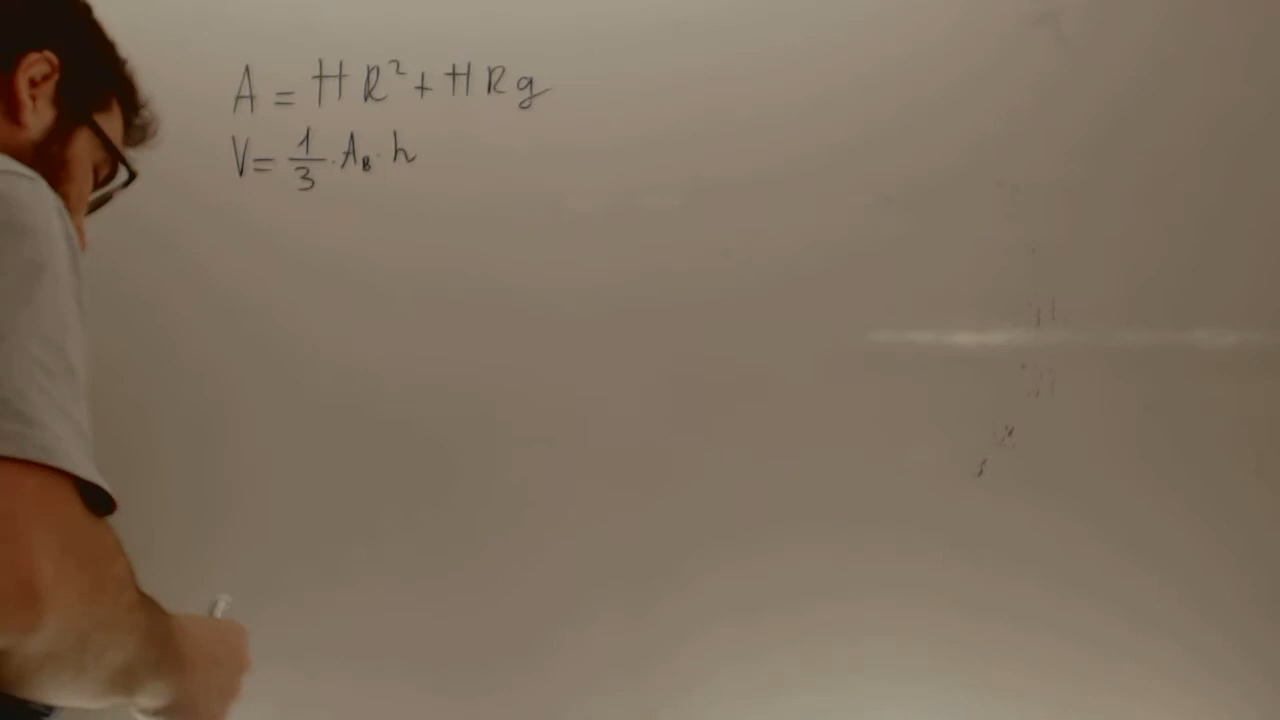 A = π R² + π R g
V = 1/3 · A_B · h